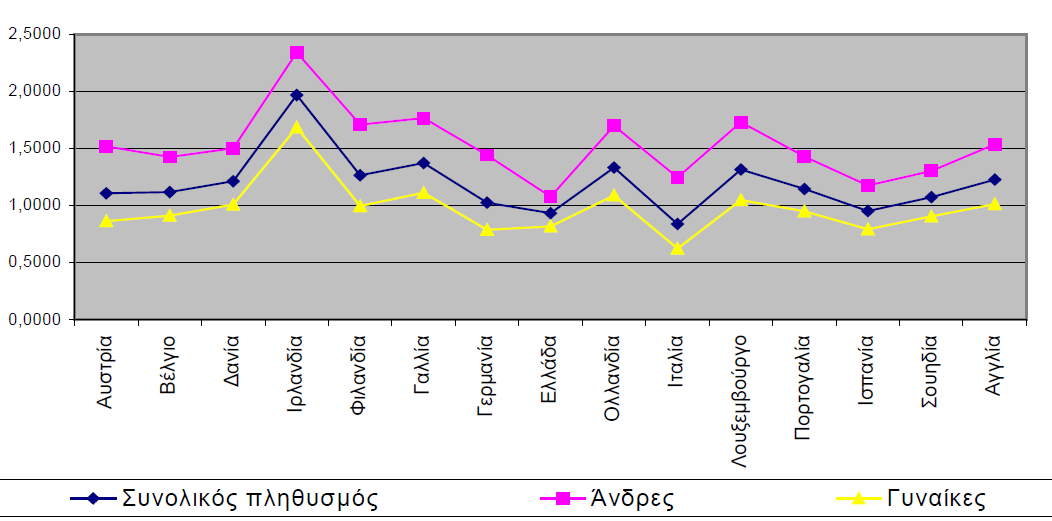 2,5000
2,0000
1,5000
1,0000
0,5000
0,0000
Αυστρία
Βέλγιο
Δανία
Ιρλανδία
Φιλανδία
Γαλλία
Γερμανία
Ελλάδα
Ολλανδία
Ιταλία
Λουξεμβούργο
Πορτογαλία
Ισπανία
Σουηδία
Αγγλία
Συνολικός πληθυσμός Άνδρες Γυναίκες